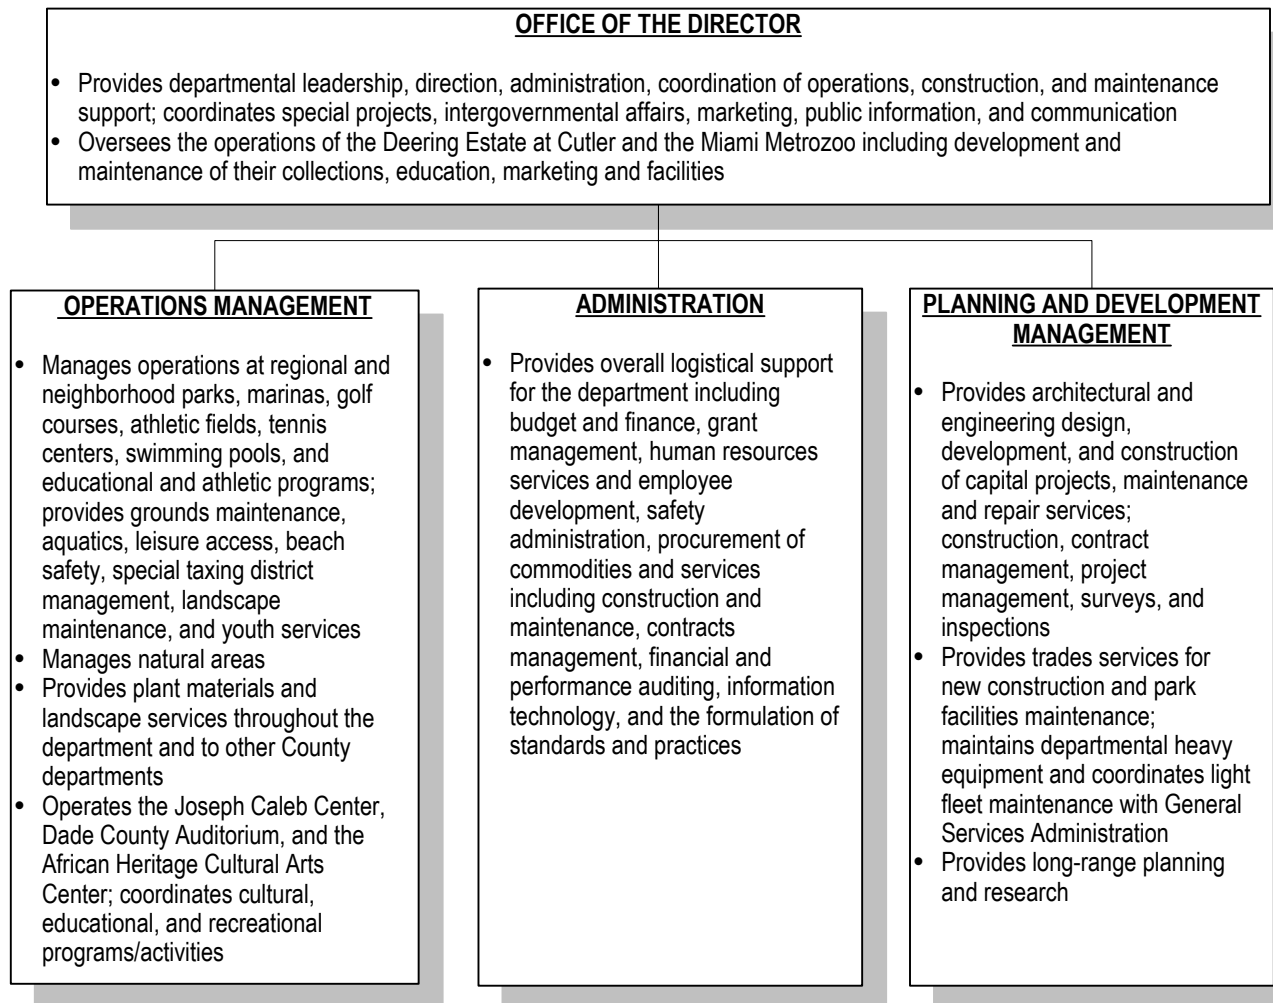 OFFICE OF THE DIRECTOR
• Provides departmental leadership, direction, administration, coordination of operations, construction, and maintenance
support; coordinates special projects, intergovernmental affairs, marketing, public information, and communication
• Oversees the operations of the Deering Estate at Cutler and the Miami Metrozoo including development and
maintenance of their collections, education, marketing and facilities
OPERATIONS MANAGEMENT
• Manages operations at regional and
neighborhood parks, marinas, golf
courses, athletic fields, tennis
centers, swimming pools, and
educational and athletic programs;
provides grounds maintenance,
aquatics, leisure access, beach
safety, special taxing district
management, landscape
maintenance, and youth services
• Manages natural areas
• Provides plant materials and
landscape services throughout the
department and to other County
departments
• Operates the Joseph Caleb Center,
Dade County Auditorium, and the
African Heritage Cultural Arts
Center; coordinates cultural,
educational, and recreational
programs/activities
ADMINISTRATION
• Provides overall logistical support
for the department including
budget and finance, grant
management, human resources
services and employee
development, safety
administration, procurement of
commodities and services
including construction and
maintenance, contracts
management, financial and
performance auditing, information
technology, and the formulation of
standards and practices
PLANNING AND DEVELOPMENT
MANAGEMENT
• Provides architectural and
engineering design,
development, and construction
of capital projects, maintenance
and repair services;
construction, contract
management, project
management, surveys, and
inspections
• Provides trades services for
new construction and park
facilities maintenance;
maintains departmental heavy
equipment and coordinates light
fleet maintenance with General
Services Administration
• Provides long-range planning
and research